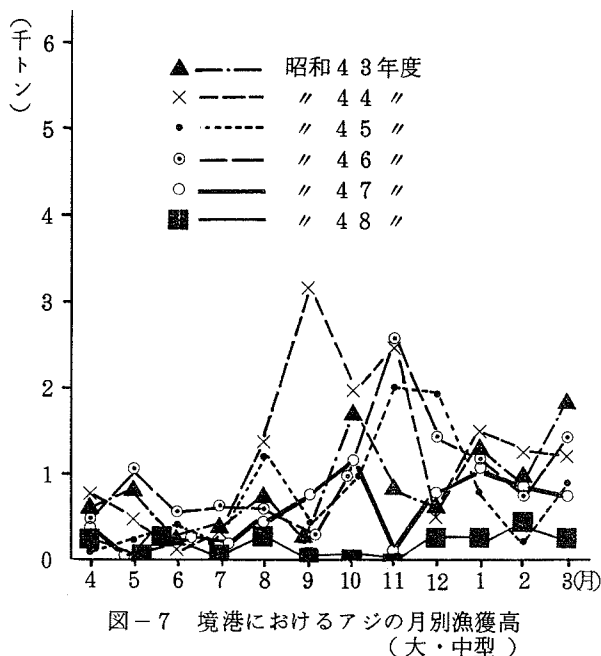 (千トン)
6
5
4
3
2
1
0
昭和43年度
〃 44 〃
〃 45 〃
〃 46 〃
〃 47 〃
〃 48 〃
4 5 6 7 8 9 10 11 12 1 2 3(月)
図-7 境港におけるアジの月別漁獲高
(大・中型)